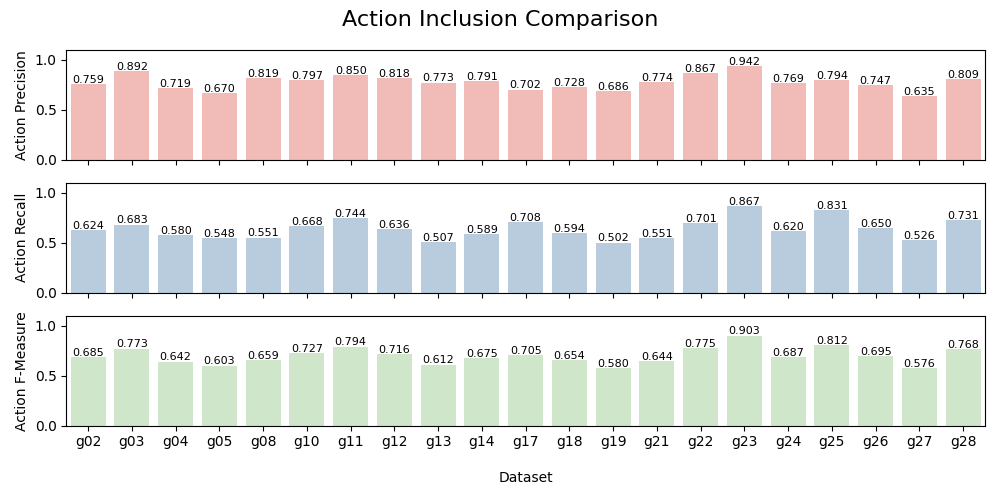 Action Inclusion Comparison
Action Precision
1.0
0.5
0.0
0.759 0.892 0.719 0.670 0.819 0.797 0.850 0.818 0.773 0.791 0.702 0.728 0.686 0.774 0.867 0.942 0.769 0.794 0.747 0.635 0.809
Action Recall
1.0
0.5
0.0
0.624 0.683 0.580 0.548 0.551 0.668 0.744 0.636 0.507 0.589 0.708 0.594 0.502 0.551 0.701 0.867 0.620 0.831 0.650 0.526 0.731
Action F-Measure
1.0
0.5
0.0
0.685 0.773 0.642 0.603 0.659 0.727 0.794 0.716 0.612 0.675 0.705 0.654 0.580 0.644 0.775 0.903 0.687 0.812 0.695 0.576 0.768
g02 g03 g04 g05 g08 g10 g11 g12 g13 g14 g17 g18 g19 g21 g22 g23 g24 g25 g26 g27 g28
Dataset